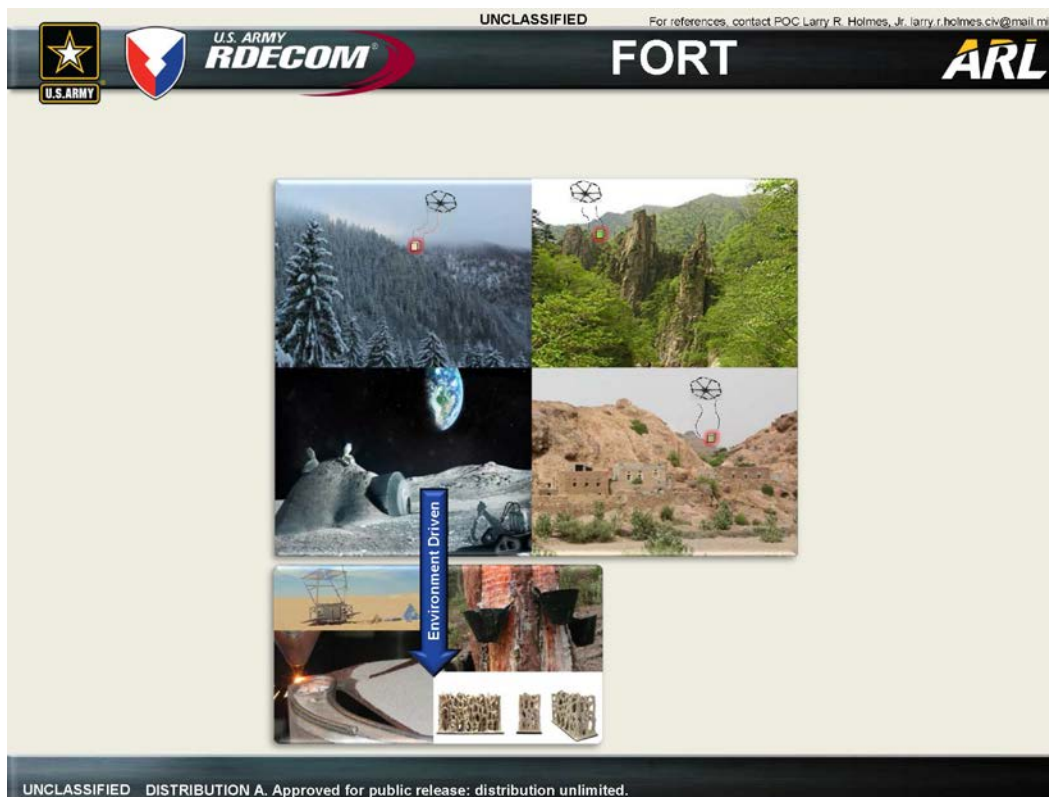 UNCLASSIFIED
For references, contact POC Larry R. Holmes, Jr. larry.r.holmes.civ@mail.mi
U.S. ARMY
RDECOM®
FORT
ARL
U.S.ARMY
Environment Driven
UNCLASSIFIED DISTRIBUTION A. Approved for public release: distribution unlimited.